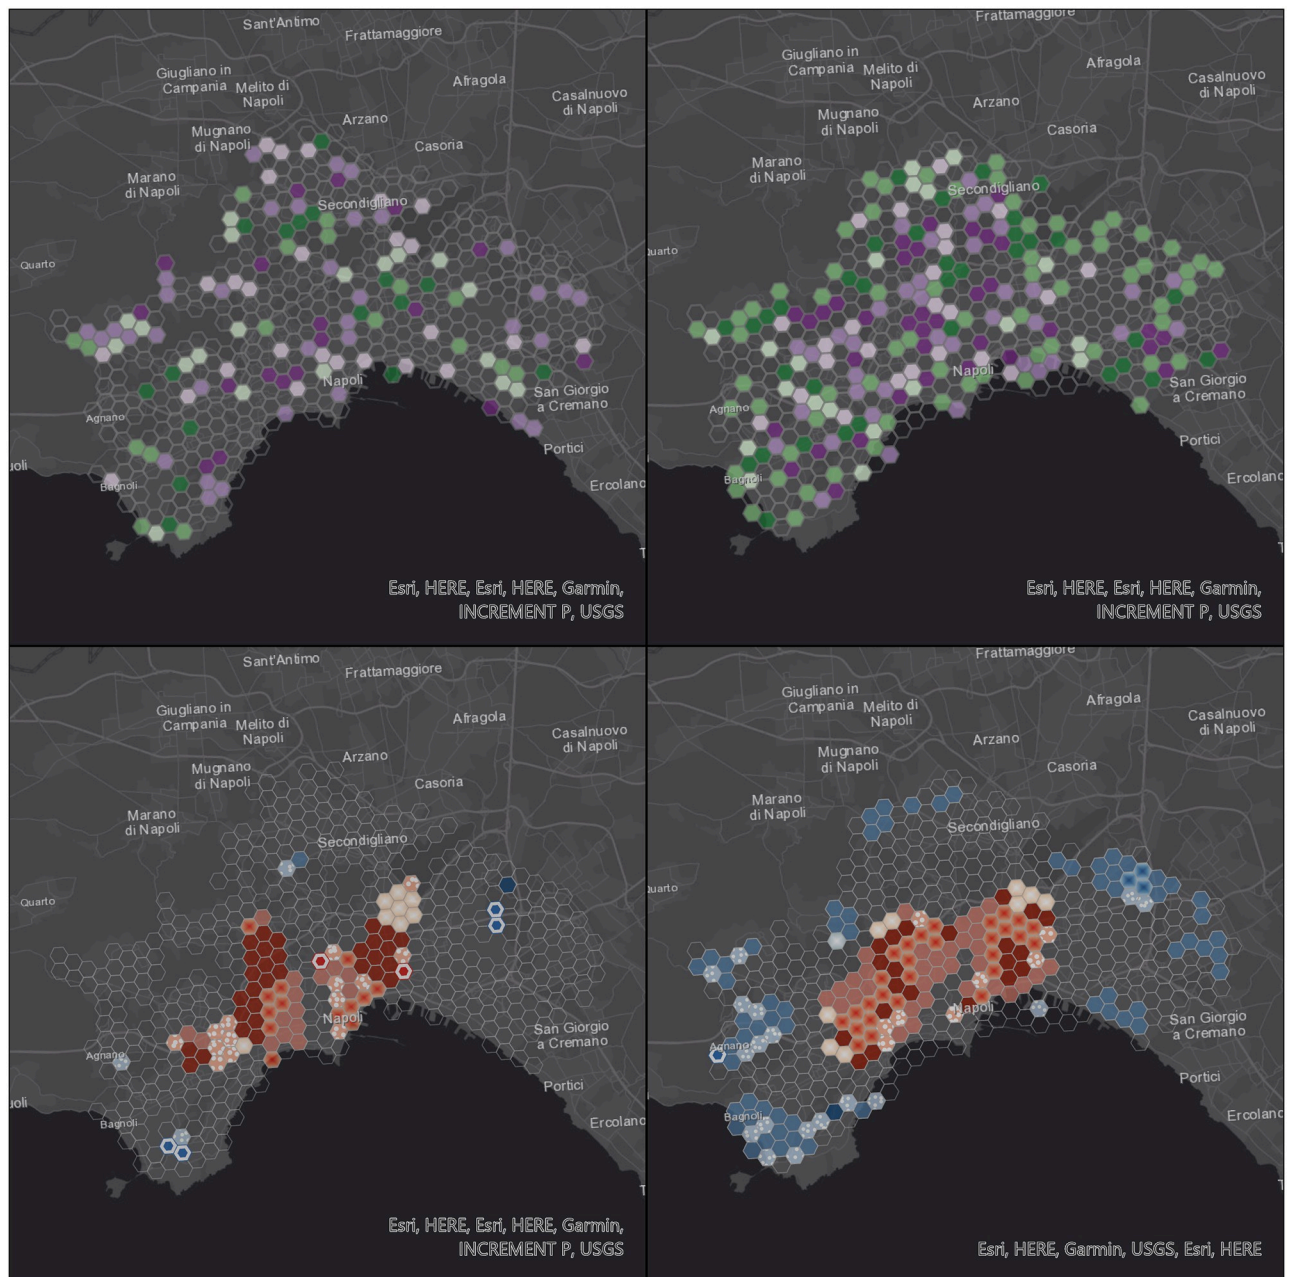 Sant'Antimo
Frattamaggiore
Giugliano in
Campania
Melito di
Napoli
Afragola
Casalnuovo
di Napoli
Mugnano
di Napoli
Arzano
Casoria
Marano
di Napoli
Secondigliano
Quarto
Napoli
San Giorgio
a Cremano
Agnano
Portici
Bagnoli
Ercolano
Esri, HERE, Esri, HERE, Garmin,
INCREMENT P, USGS
Frattamaggiore
Giugliano in
Campania
Melito di
Napoli
Afragola
Casalnuovo
di Napoli
Mugnano
di Napoli
Arzano
Casoria
Marano
di Napoli
Secondigliano
uarto
Napoli
San Giorgio
a Cremano
Agnano
Portici
Bagnoli
Ercolano
Esri, HERE, Esri, HERE, Garmin,
INCREMENT P, USGS
Sant'Antimo
Frattamaggiore
Giugliano in
Campania
Melito di
Napoli
Afragola
Casalnuovo
di Napoli
Mugnano
di Napoli
Arzano
Casoria
Marano
di Napoli
Secondigliano
Quarto
Napoli
San Giorgio
a Cremano
Agnano
Portici
Bagnoli
Ercolano
Esri, HERE, Esri, HERE, Garmin,
INCREMENT P, USGS
Frattamaggiore
Giugliano in
Campania
Melito di
Napoli
Afragola
Casalnuovo
di Napoli
Mugnano
di Napoli
Arzano
Casoria
Marano
di Napoli
Secondigliano
uarto
Napoli
San Giorgio
a Cremano
Agnano
Portici
Bagnoli
Ercolano
Esri, HERE, Garmin, USGS, Esri, HERE